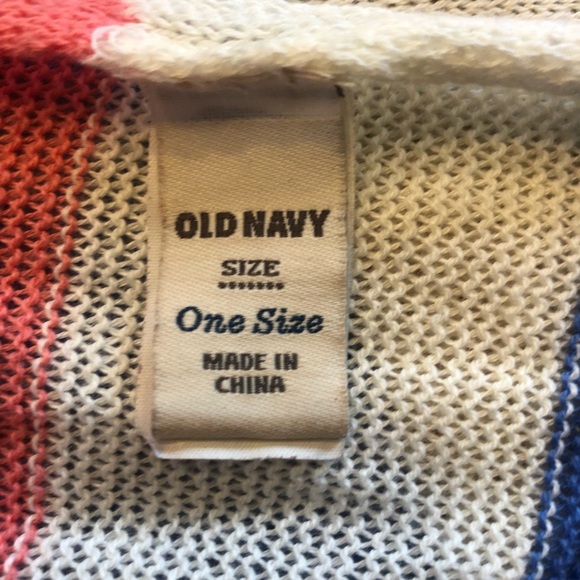 OLD NAVY
SIZE
One Size
MADE IN
CHINA